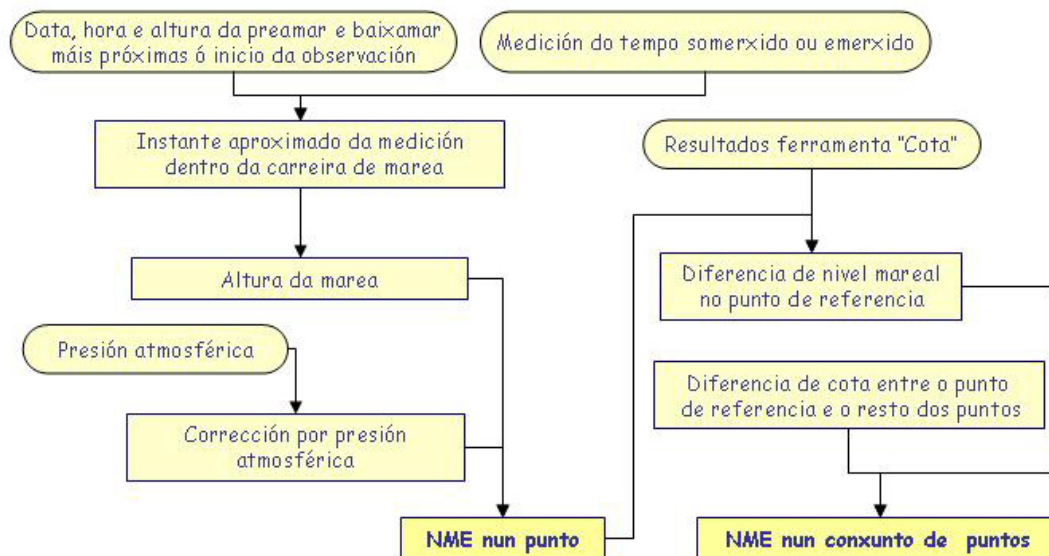 Data, hora e altura da preamar e baixamar
máis próximas ó inicio da observación
Medición do tempo somerxido ou emerxido
Instante aproximado da medición
dentro da carreira de marea
Resultados ferramenta "Cota"
Altura da marea
Diferencia de nivel mareal
no punto de referencia
Presión atmosférica
Diferencia de cota entre o punto
de referencia e o resto dos puntos
Corrección por presión
atmosférica
NME nun punto
NME nun conxunto de puntos